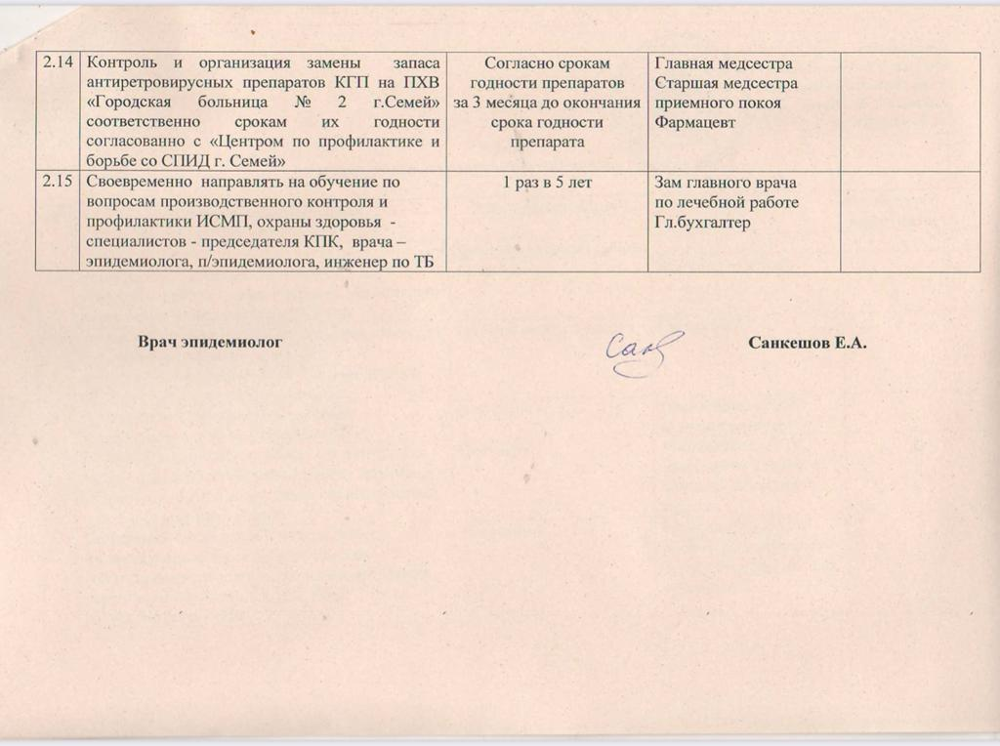 2.14 Контроль и организация замены запаса Согласно срокам Главная медсестра
антиретровирусных препаратов КГП на ПХВ годности препаратов Старшая медсестра
«Городская больница № 2 г.Семей» за 3 месяца до окончания приемного покоя
соответственно срокам их годности срока годности Фармацевт
согласованно с «Центром по профилактике и препарата
борьбе со СПИД г. Семей»
2.15 Своевременно направлять на обучение по 1 раз в 5 лет Зам главного врача
вопросам производственного контроля и по лечебной работе
профилактики ИСМП, охраны здоровья - Гл.бухгалтер
специалистов - председателя КПК, врача –
эпидемиолога, п/эпидемиолога, инженер по ТБ
Врач эпидемиолог Санкешов Е.А.